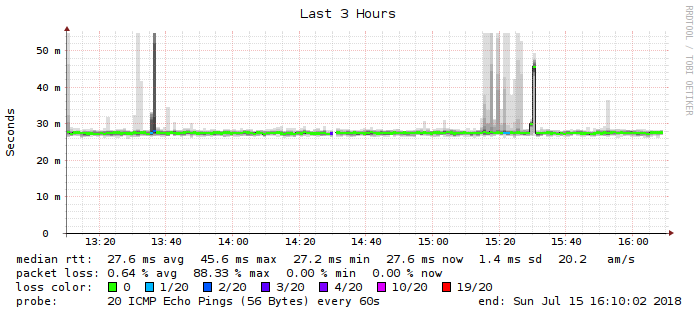 Last 3 Hours
RRDTOOL / TOBI OETIKER
Seconds
50 m
40 m
30 m
20 m
10 m
0
13:20 13:40 14:00 14:20 14:40 15:00 15:20 15:40 16:00
median rtt: 27.6 ms avg 45.6 ms max 27.2 ms min 27.6 ms now 1.4 ms sd 20.2 am/s
packet loss: 0.64 % avg 88.33 % max 0.00 % min 0.00 % now
loss color: 0 1/20 2/20 3/20 4/20 10/20 19/20
probe: 20 ICMP Echo Pings (56 Bytes) every 60s end: Sun Jul 15 16:10:02 2018